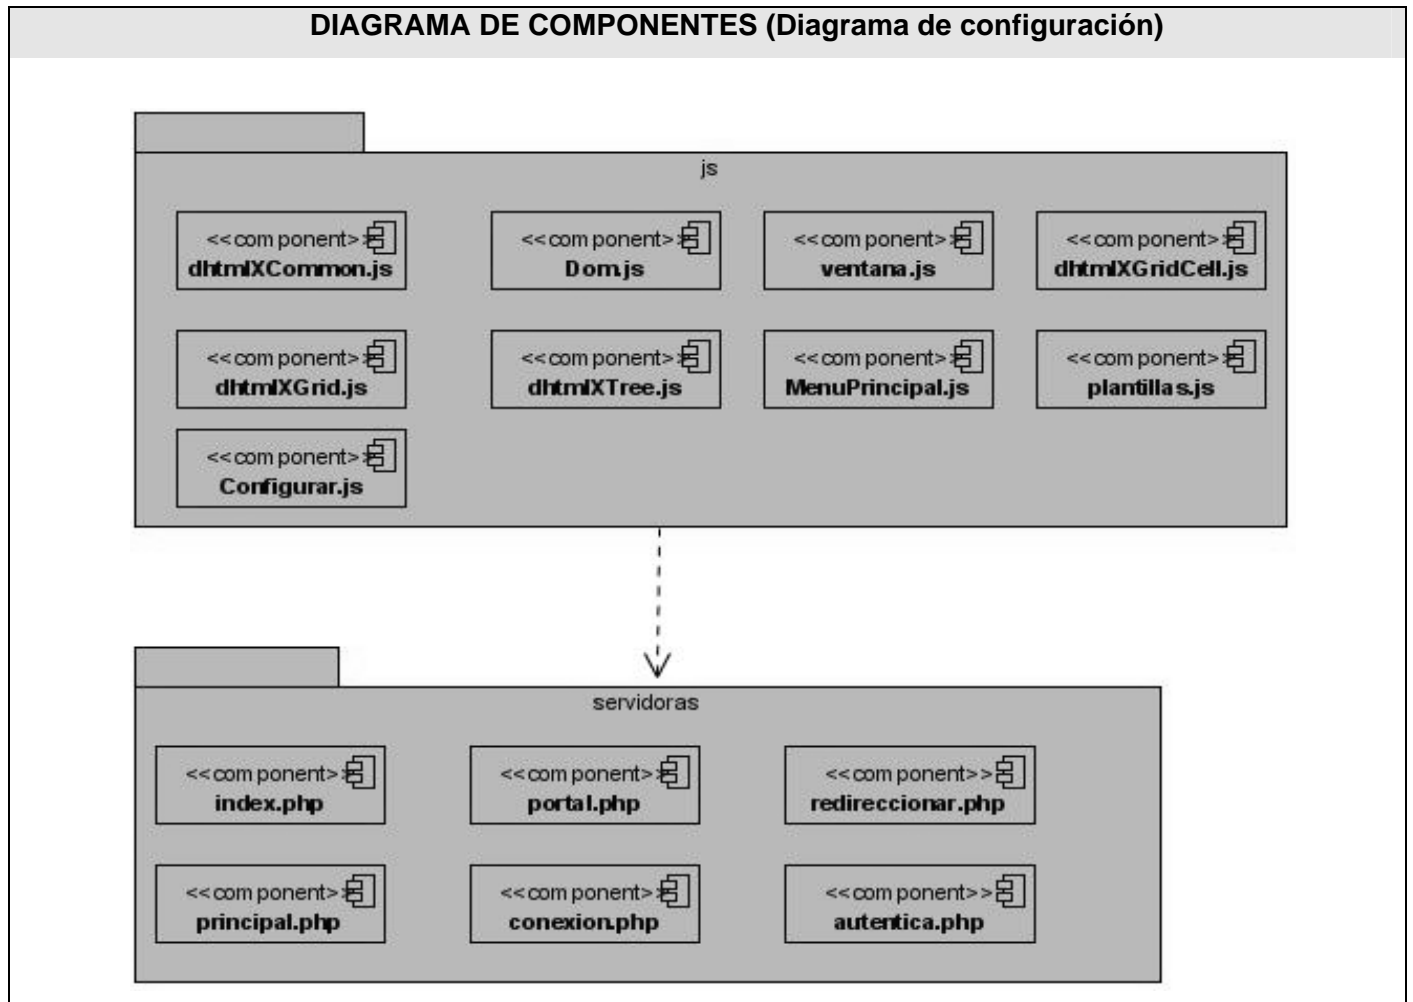 DIAGRAMA DE COMPONENTES (Diagrama de configuración)
js
<<component>> <<component>> <<component>> <<component>>
dhtmlXCommon.js Dom.js ventana.js dhtmlXGridCell.js
<<component>> <<component>> <<component>> <<component>>
dhtmlXGrid.js dhtmlXTree.js MenuPrincipal.js plantillas.js
<<component>>
Configurar.js
servidoras
<<component>> <<component>> <<component>>
index.php portal.php redireccionar.php
<<component>> <<component>> <<component>>
principal.php conexion.php autentica.php